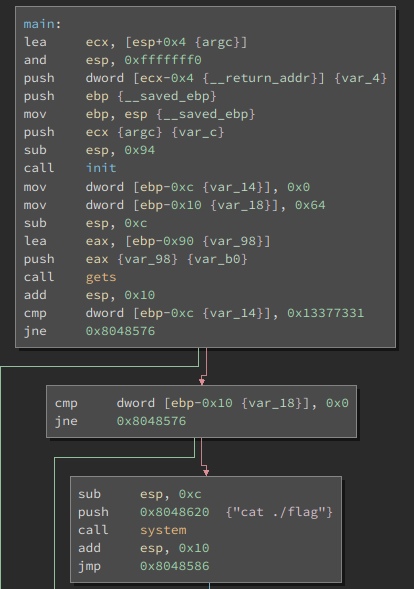 main:
lea ecx, [esp+0x4 {argc}]
and esp, 0xfffffff0
push dword [ecx-0x4 {__return_addr}] {var_4}
push ebp {__saved_ebp}
mov ebp, esp {__saved_ebp}
push ecx {argc} {var_c}
sub esp, 0x94
call init
mov dword [ebp-0xc {var_14}], 0x0
mov dword [ebp-0x10 {var_18}], 0x64
sub esp, 0xc
lea eax, [ebp-0x90 {var_98}]
push eax {var_98} {var_b0}
call gets
add esp, 0x10
cmp dword [ebp-0xc {var_14}], 0x13377331
jne 0x8048576
cmp dword [ebp-0x10 {var_18}], 0x0
jne 0x8048576
sub esp, 0xc
push 0x8048620 {"cat ./flag"}
call system
add esp, 0x10
jmp 0x8048586